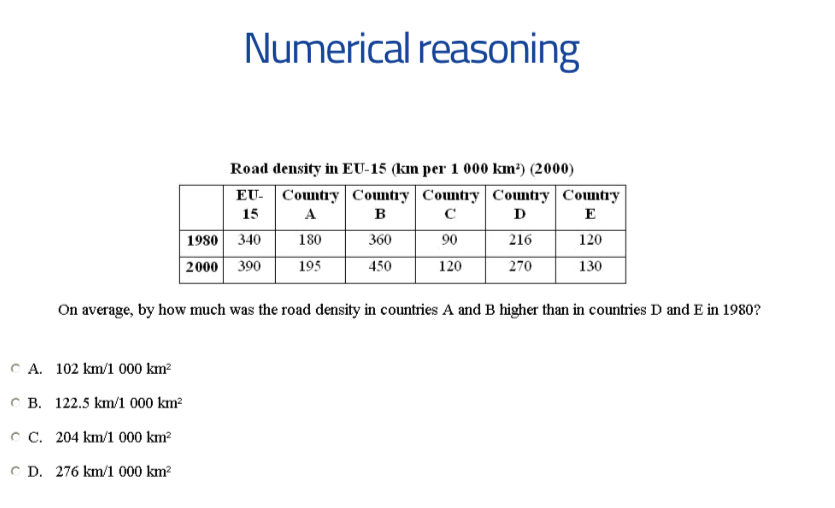 Numerical reasoning
Road density in EU-15 (km per 1 000 km²) (2000)
EU-15 Country A Country B Country C Country D Country E
1980 340 180 360 90 216 120
2000 390 195 450 120 270 130
On average, by how much was the road density in countries A and B higher than in countries D and E in 1980?
A. 102 km/1 000 km²
B. 122.5 km/1 000 km²
C. 204 km/1 000 km²
D. 276 km/1 000 km²